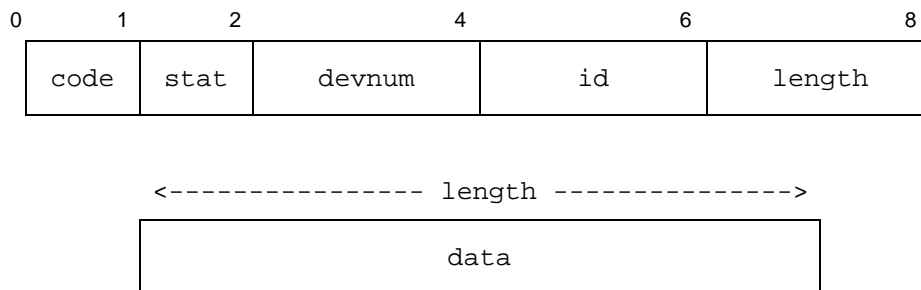 0 1 2 4 6 8
code stat devnum id length
<---------------- length --------------->
data